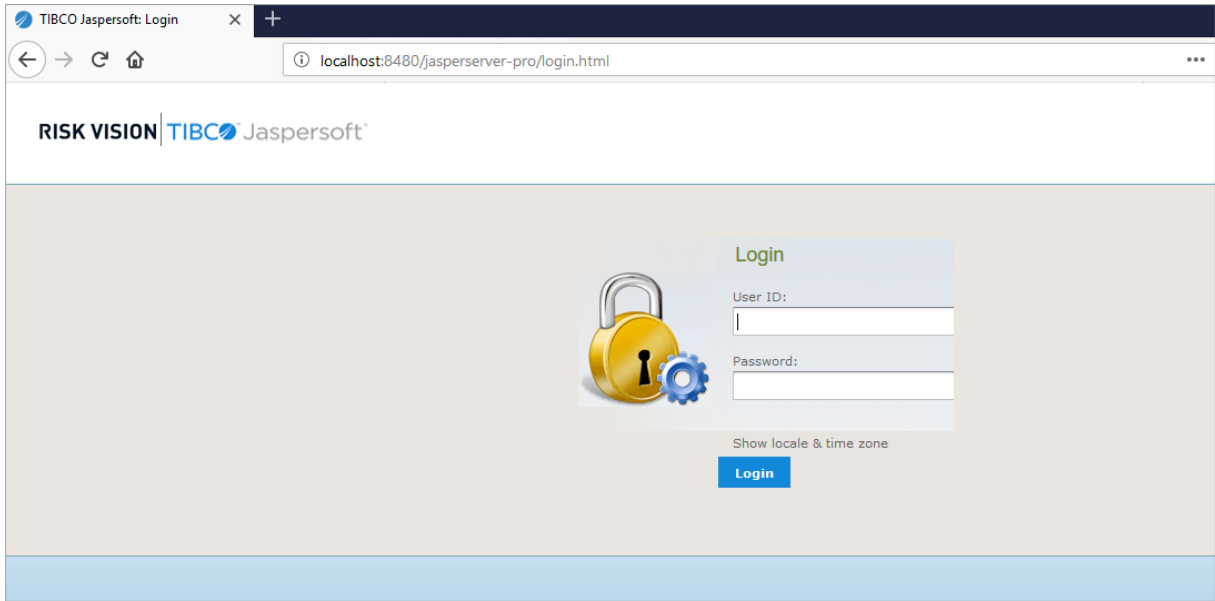 TIBCO Jaspersoft: Login
localhost:8480/jasperserver-pro/login.html
RISK VISION TIBCO Jaspersoft
Login
User ID:
Password:
Show locale & time zone
Login